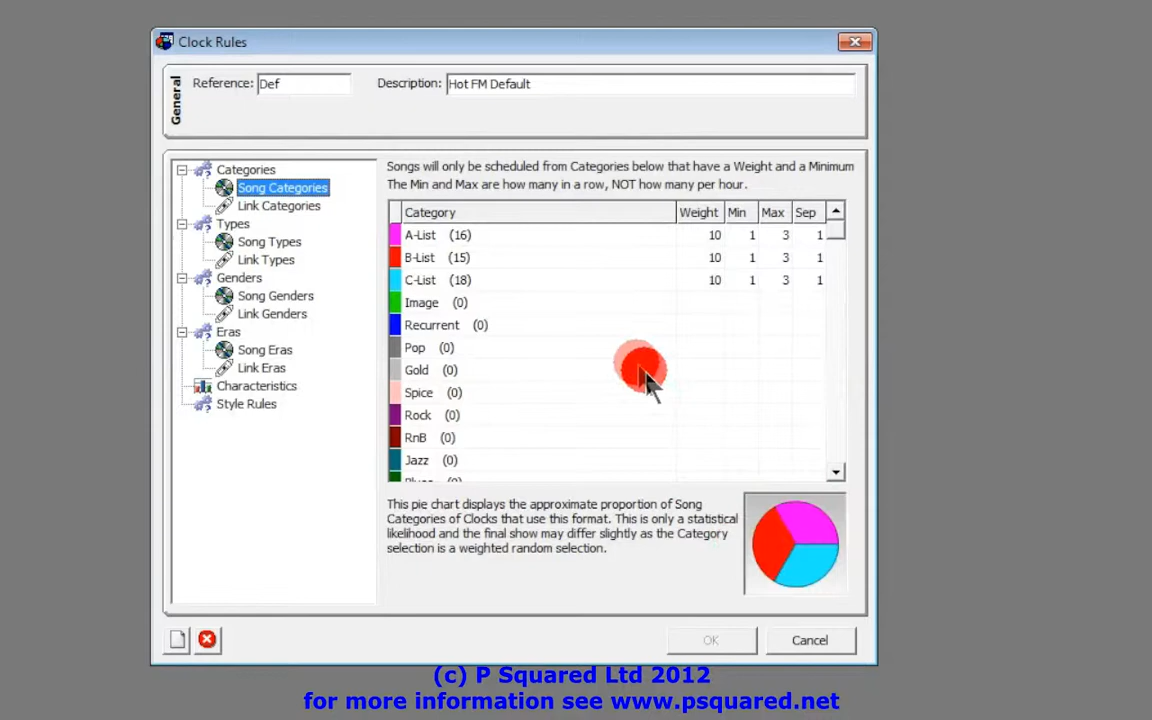 Clock Rules
General
Reference: Def Description: Hot FM Default
Categories
Song Categories
Link Categories
Types
Song Types
Link Types
Genders
Song Genders
Link Genders
Eras
Song Eras
Link Eras
Characteristics
Style Rules
Songs will only be scheduled from Categories below that have a Weight and a Minimum
The Min and Max are how many in a row, NOT how many per hour.
Category Weight Min Max Sep
A-List (16) 10 1 3 1
B-List (15) 10 1 3 1
C-List (18) 10 1 3 1
Image (0)
Recurrent (0)
Pop (0)
Gold (0)
Spice (0)
Rock (0)
RnB (0)
Jazz (0)
This pie chart displays the approximate proportion of Song
Categories of Clocks that use this format. This is only a statistical
likelihood and the final show may differ slightly as the Category
selection is a weighted random selection.
OK Cancel
(c) P Squared Ltd 2012
for more information see www.psquared.net